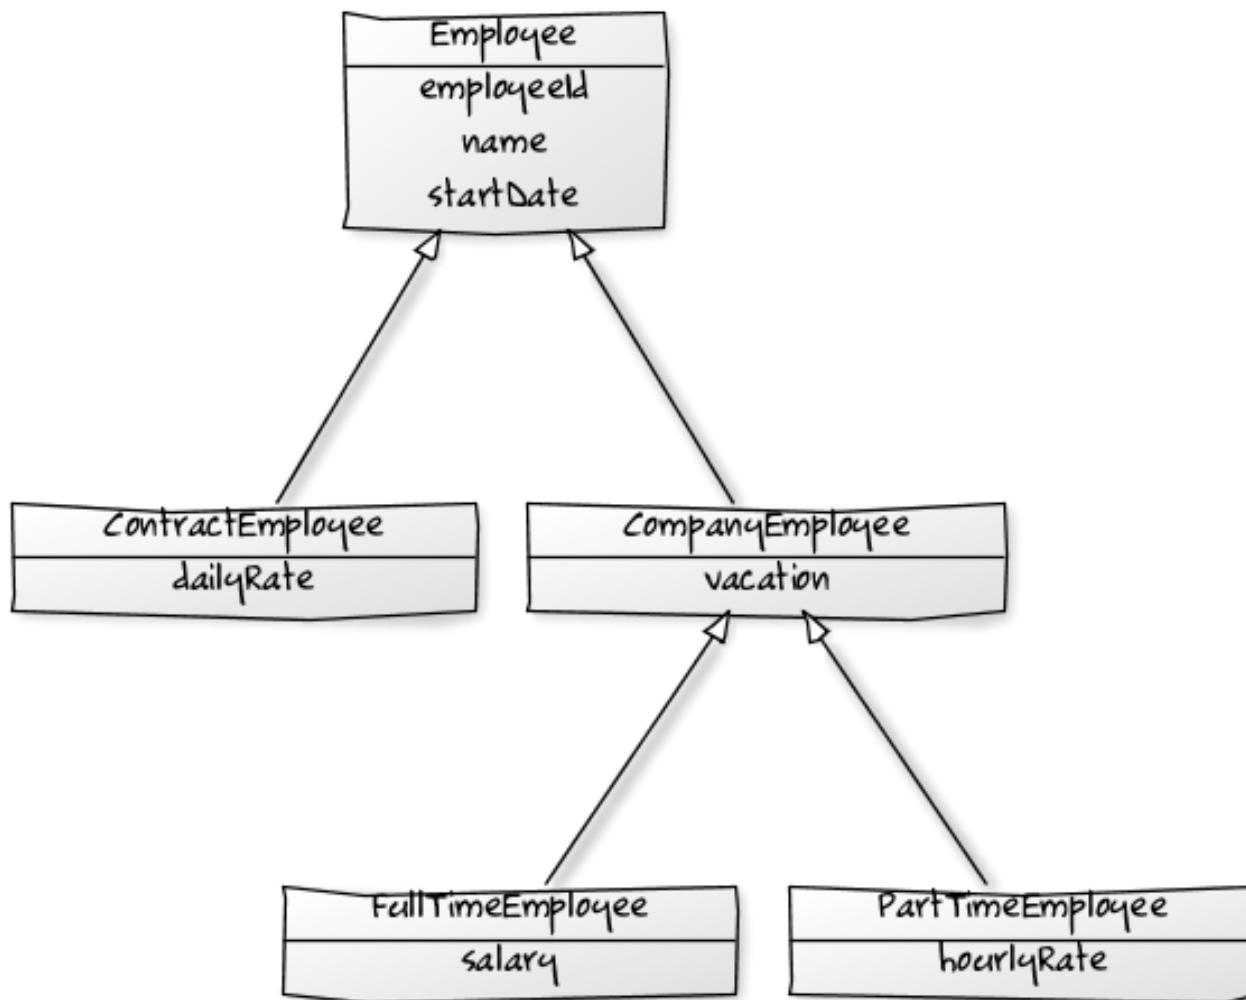 Employee
employeeId
name
startDate
ContractEmployee
dailyRate
CompanyEmployee
vacation
FullTimeEmployee
salary
PartTimeEmployee
hourlyRate